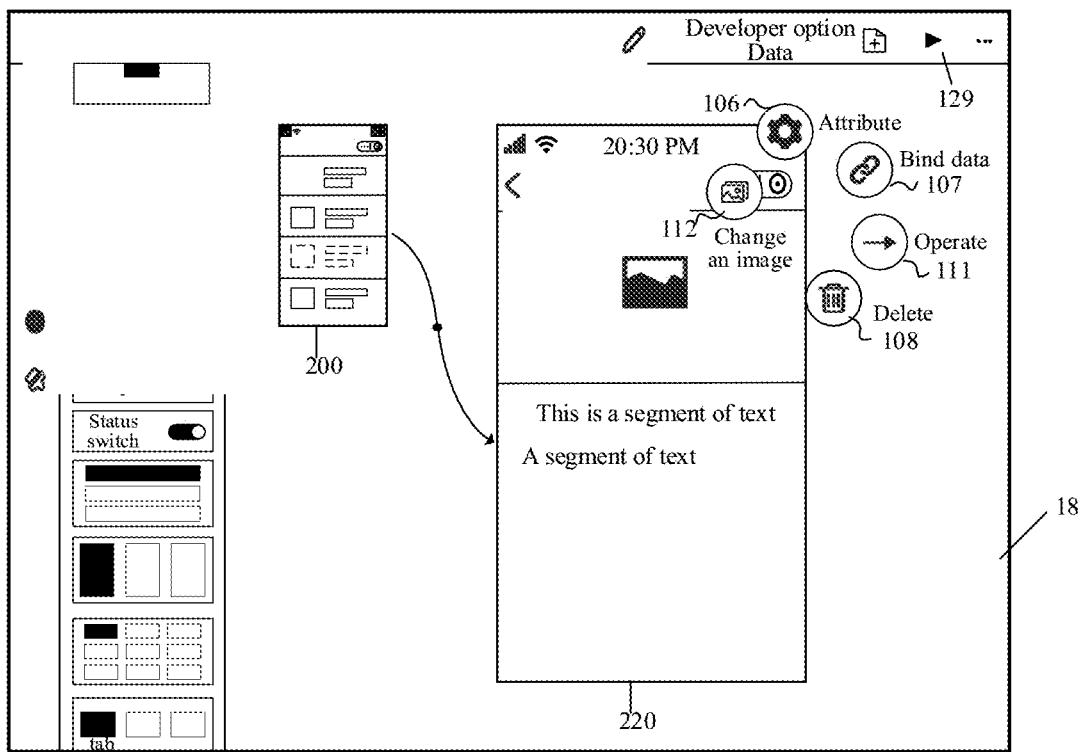 Developer option
Data
129
106
Attribute
20:30 PM
Bind data
107
112
Change
an image
Operate
111
Delete
108
200
This is a segment of text
A segment of text
Status
switch
18
220
tab